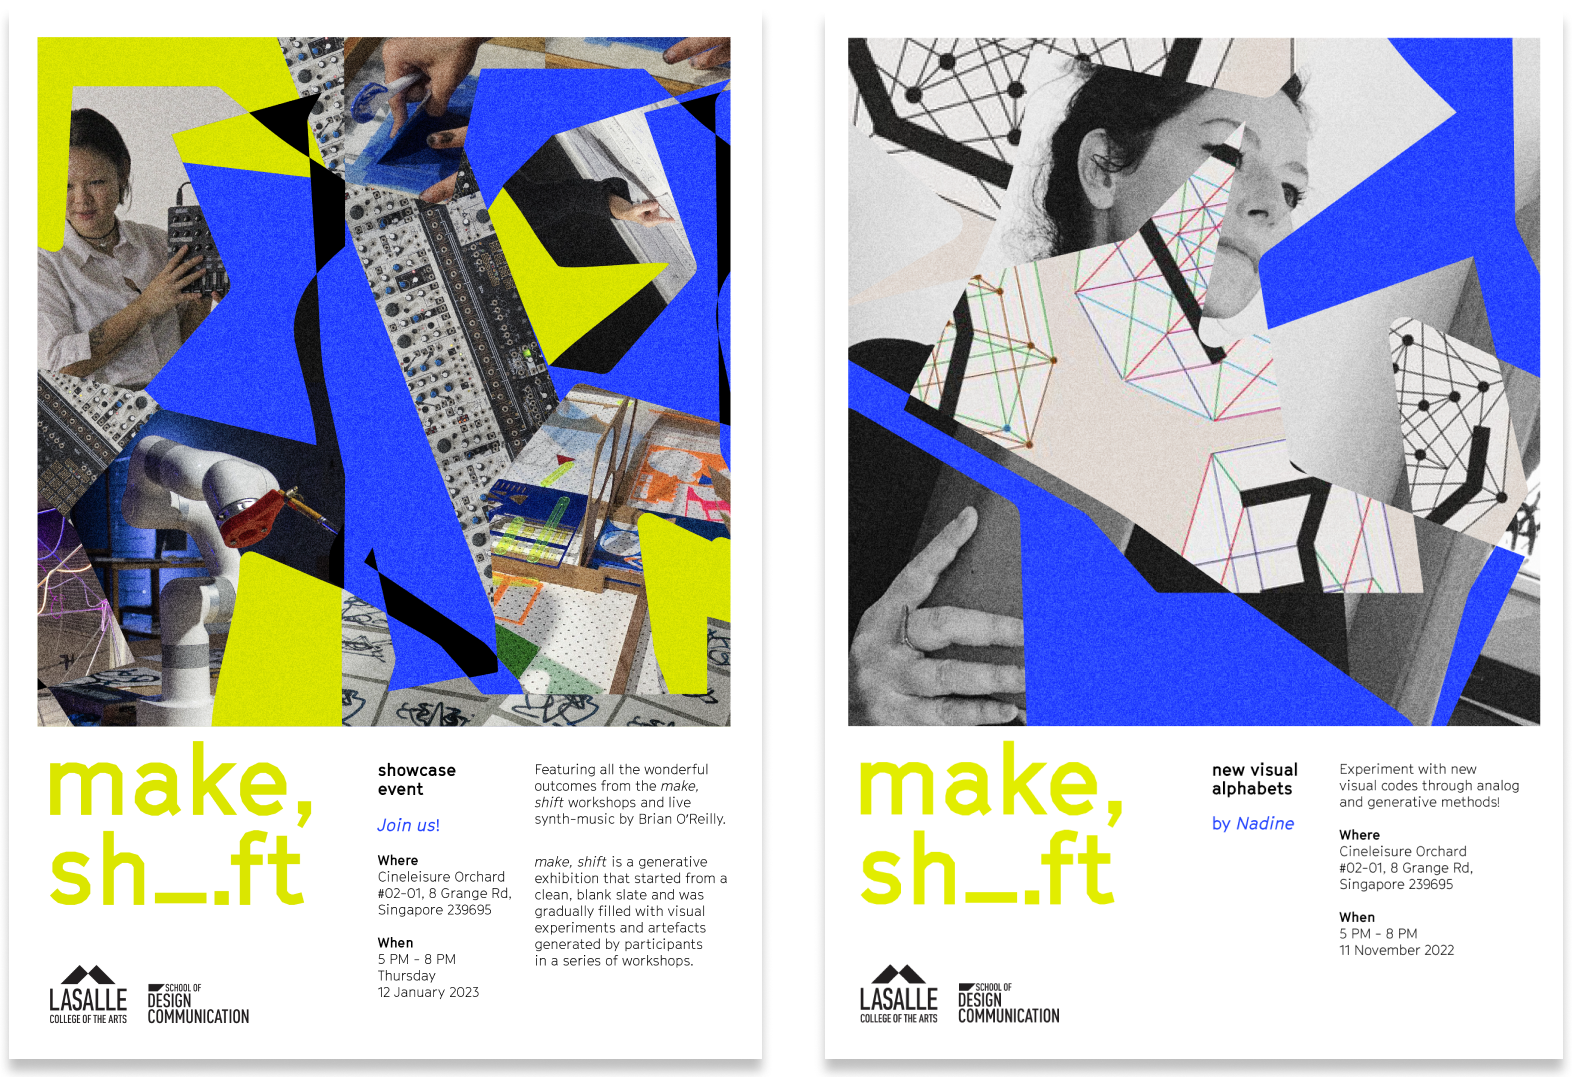 make,
sh_.ft
showcase
event
Join us!
Where
Cineleisure Orchard
#02-01, 8 Grange Rd,
Singapore 239695
When
5 PM - 8 PM
Thursday
12 January 2023
Featuring all the wonderful
outcomes from the make,
shift workshops and live
synth-music by Brian O'Reilly.
make, shift is a generative
exhibition that started from a
clean, blank slate and was
gradually filled with visual
experiments and artefacts
generated by participants
in a series of workshops.
LASALLE
COLLEGE OF THE ARTS
SCHOOL OF
DESIGN
COMMUNICATION
make,
sh_.ft
new visual
alphabets
by Nadine
Experiment with new
visual codes through analog
and generative methods!
Where
Cineleisure Orchard
#02-01, 8 Grange Rd,
Singapore 239695
When
5 PM - 8 PM
11 November 2022
LASALLE
COLLEGE OF THE ARTS
SCHOOL OF
DESIGN
COMMUNICATION